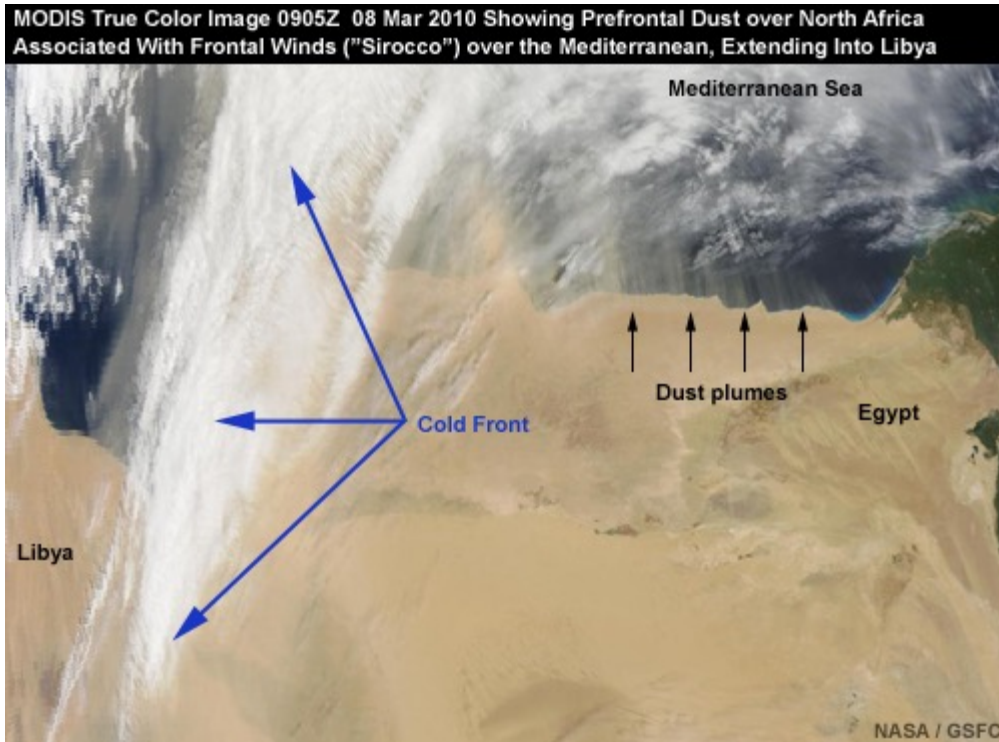 MODIS True Color Image 0905Z 08 Mar 2010 Showing Prefrontal Dust over North Africa
Associated With Frontal Winds ("Sirocco") over the Mediterranean, Extending Into Libya
Mediterranean Sea
Dust plumes
Egypt
Cold Front
Libya
NASA / GSFC